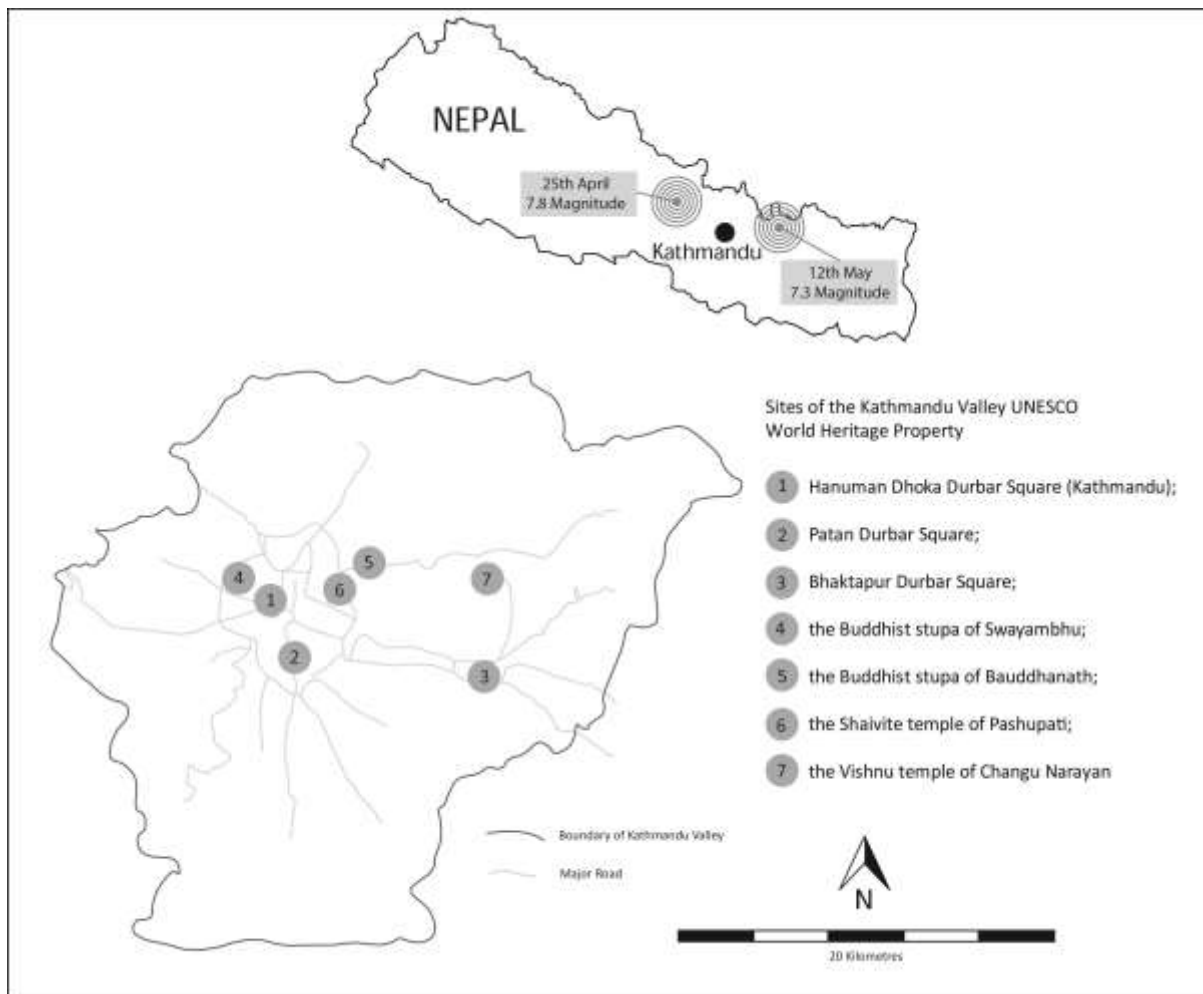 NEPAL
25th April
7.8 Magnitude
Kathmandu
12th May
7.3 Magnitude
Sites of the Kathmandu Valley UNESCO
World Heritage Property
1 Hanuman Dhoka Durbar Square (Kathmandu);
2 Patan Durbar Square;
3 Bhaktapur Durbar Square;
4 the Buddhist stupa of Swayambhu;
5 the Buddhist stupa of Bauddhanath;
6 the Shaivite temple of Pashupati;
7 the Vishnu temple of Changu Narayan
5
4
7
6
1
2
3
Boundary of Kathmandu Valley
Major Road
N
20 Kilometres